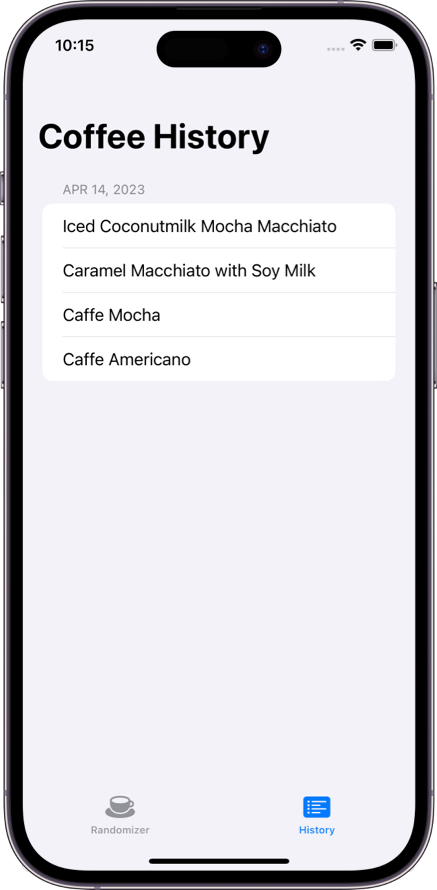 10:15
Coffee History
APR 14, 2023
Iced Coconutmilk Mocha Macchiato
Caramel Macchiato with Soy Milk
Caffe Mocha
Caffe Americano
Randomizer
History